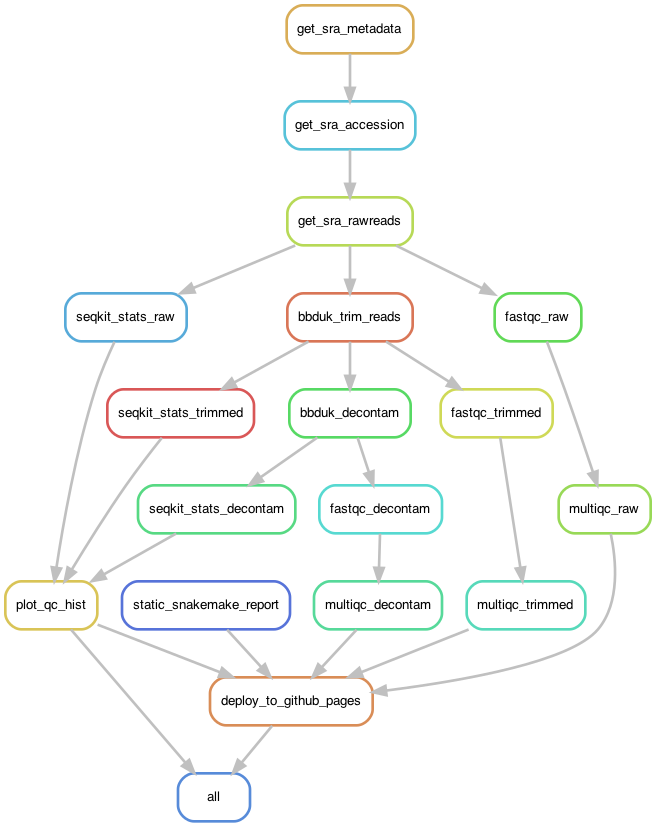 get_sra_metadata
get_sra_accession
get_sra_rawreads
seqkit_stats_raw
bbduk_trim_reads
fastqc_raw
seqkit_stats_trimmed
bbduk_decontam
fastqc_trimmed
seqkit_stats_decontam
fastqc_decontam
multiqc_raw
plot_qc_hist
static_snakemake_report
multiqc_decontam
multiqc_trimmed
deploy_to_github_pages
all